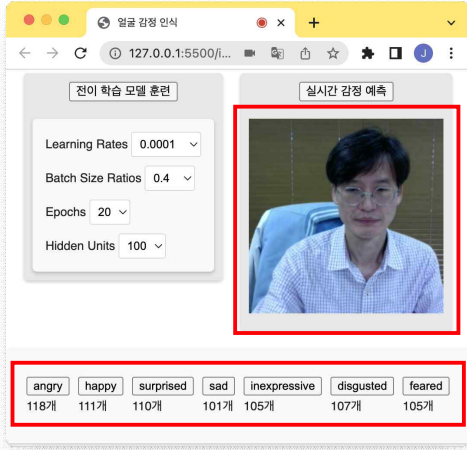 얼굴 감정 인식
127.0.0.1:5500/i...
J
전이 학습 모델 훈련
실시간 감정 예측
Learning Rates 0.0001
Batch Size Ratios 0.4
Epochs 20
Hidden Units 100
angry happy surprised sad inexpressive disgusted feared
118개 111개 110개 101개 105개 107개 105개